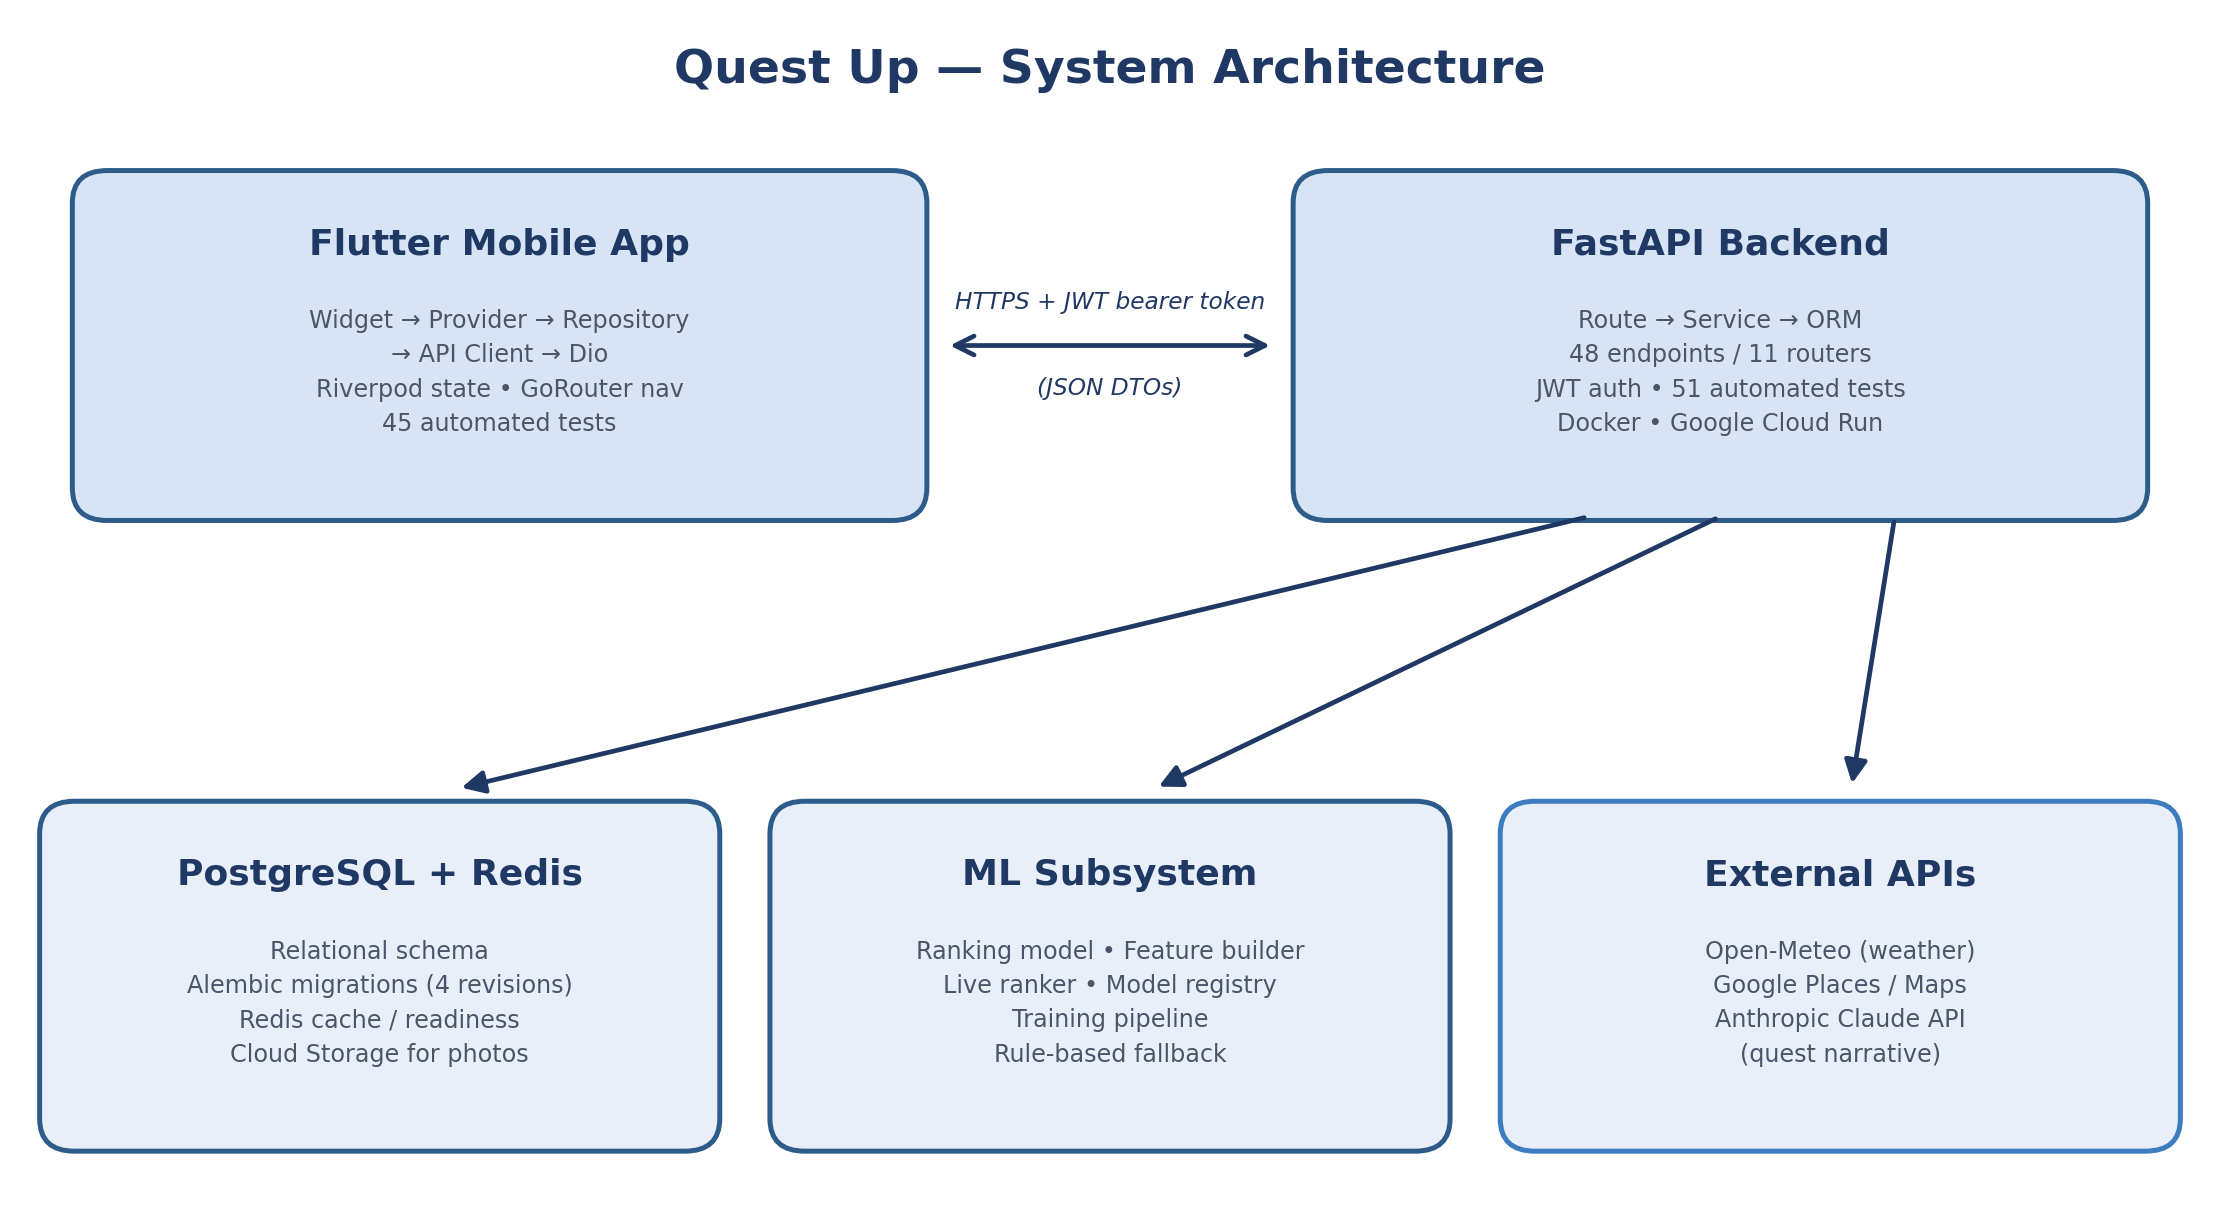 Quest Up — System Architecture
Flutter Mobile App
Widget → Provider → Repository
→ API Client → Dio
Riverpod state • GoRouter nav
45 automated tests
HTTPS + JWT bearer token
(JSON DTOs)
FastAPI Backend
Route → Service → ORM
48 endpoints / 11 routers
JWT auth • 51 automated tests
Docker • Google Cloud Run
PostgreSQL + Redis
Relational schema
Alembic migrations (4 revisions)
Redis cache / readiness
Cloud Storage for photos
ML Subsystem
Ranking model • Feature builder
Live ranker • Model registry
Training pipeline
Rule-based fallback
External APIs
Open-Meteo (weather)
Google Places / Maps
Anthropic Claude API
(quest narrative)